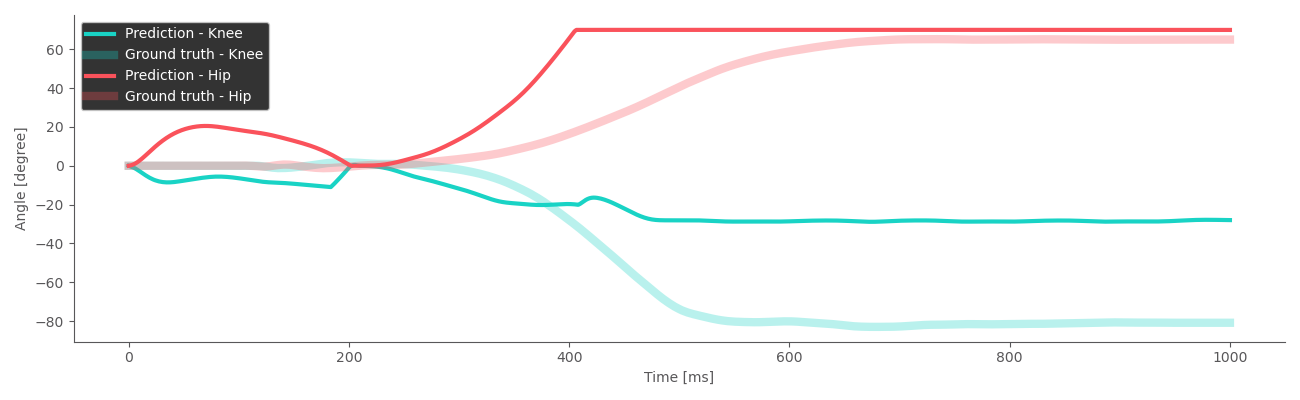 Prediction - Knee
Ground truth - Knee
Prediction - Hip
Ground truth - Hip
Angle [degree]
60
40
20
0
−20
−40
−60
−80
0 200 400 600 800 1000
Time [ms]